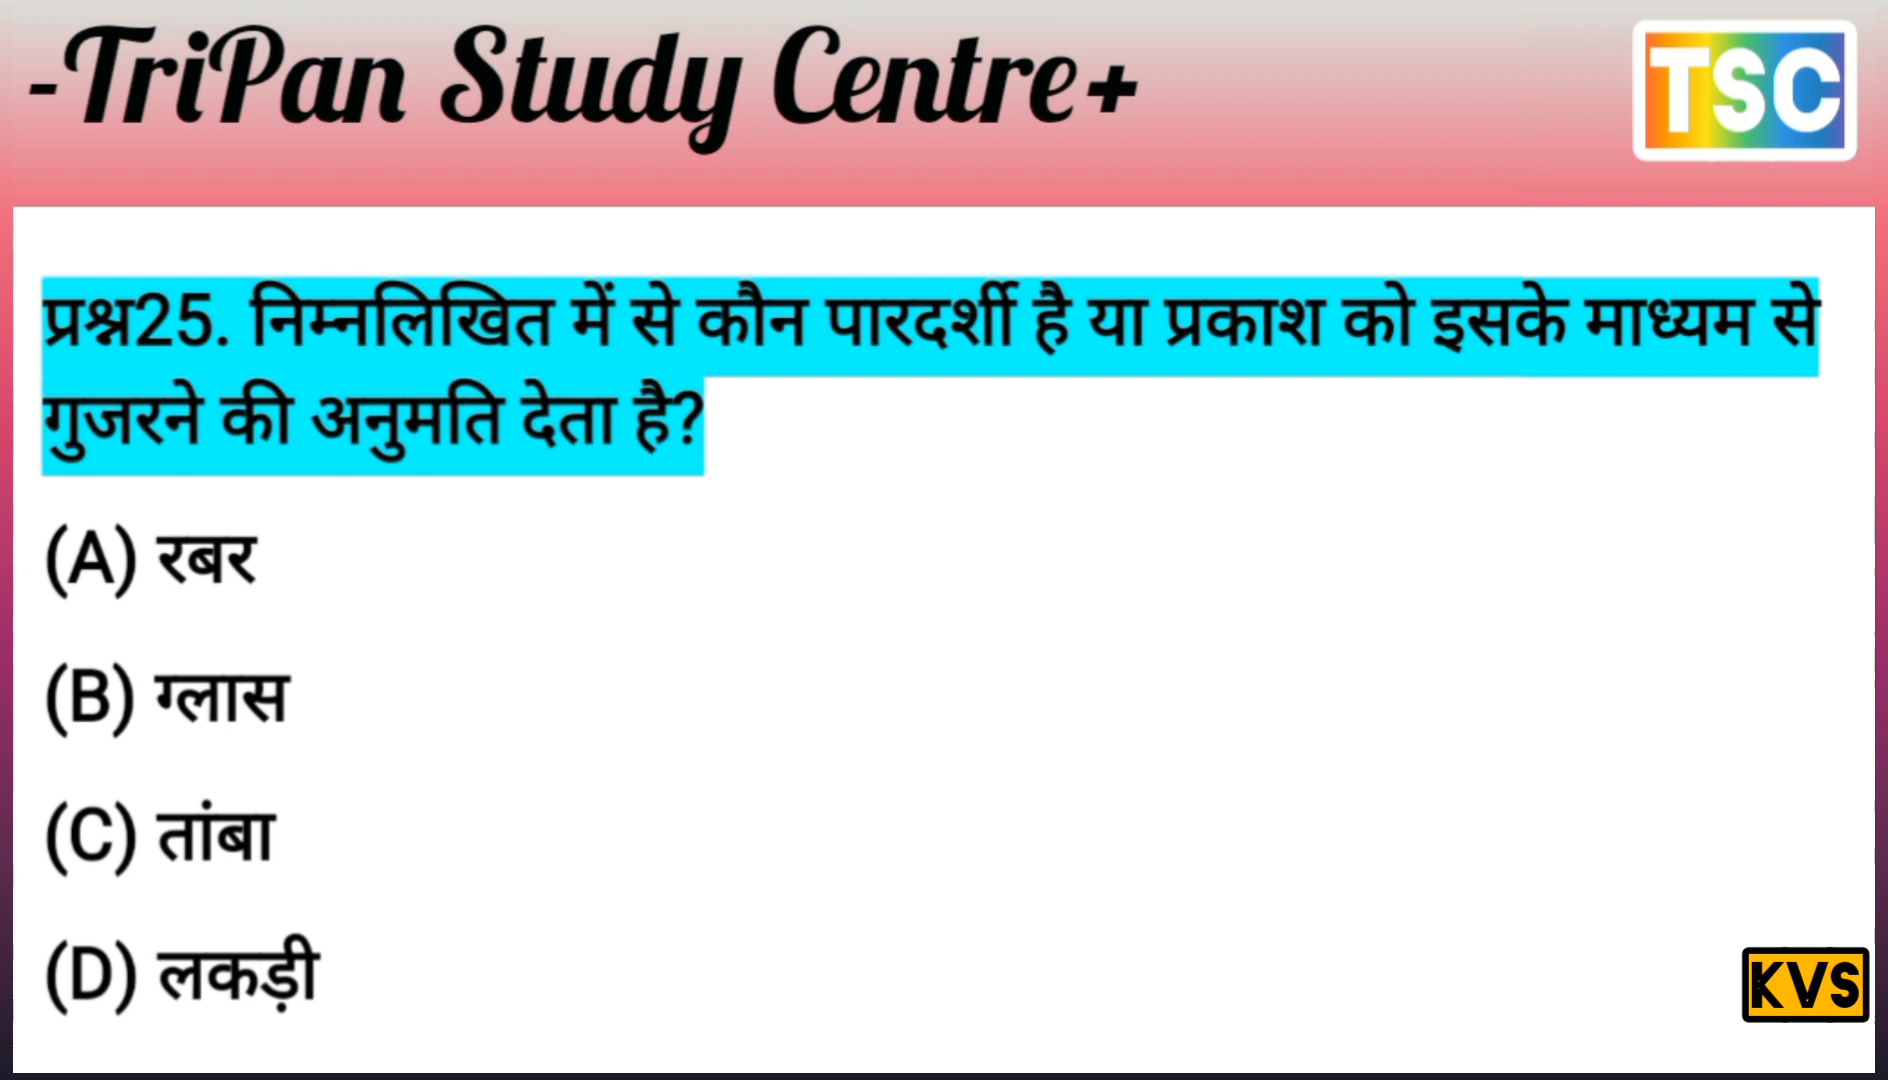 -TriPan Study Centre+
TSC
प्रश्न25. निम्नलिखित में से कौन पारदर्शी है या प्रकाश को इसके माध्यम से
गुजरने की अनुमति देता है?
(A) रबर
(B) ग्लास
(C) तांबा
(D) लकड़ी
KVS